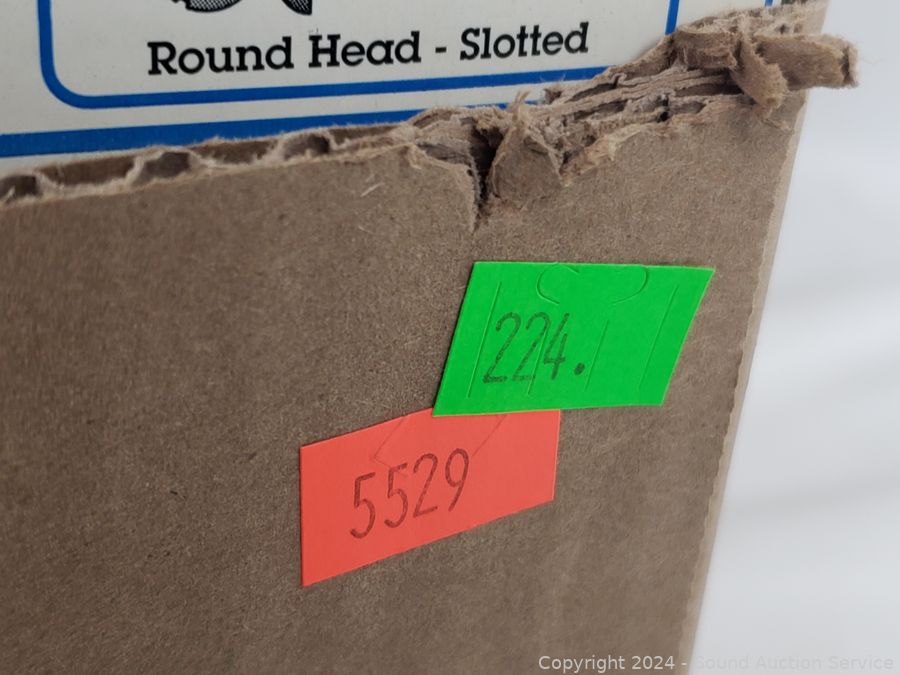 Round Head - Slotted
224.
5529
Copyright 2024 - Sound Auction Service